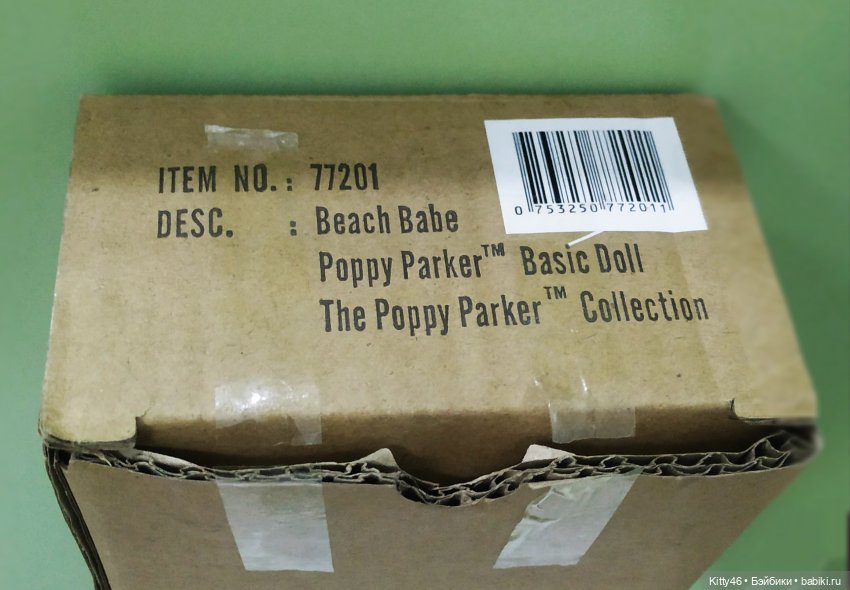 ITEM NO. : 77201
DESC. : Beach Babe
Poppy Parker™ Basic Doll
The Poppy Parker™ Collection
0 753250 772011
Kitty46 • Бэйбики • babiki.ru